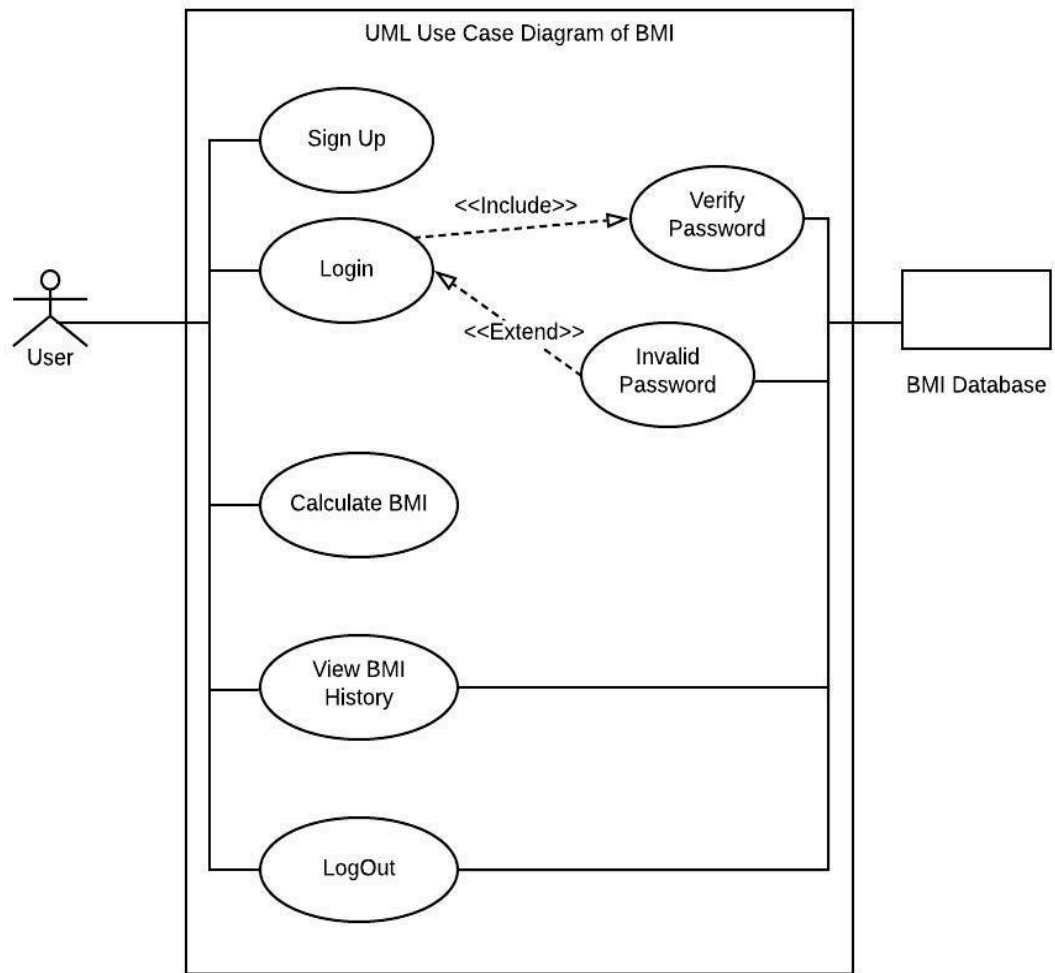 UML Use Case Diagram of BMI
Sign Up
<<Include>>
Verify
Password
Login
<<Extend>>
Invalid
Password
User
BMI Database
Calculate BMI
View BMI
History
LogOut